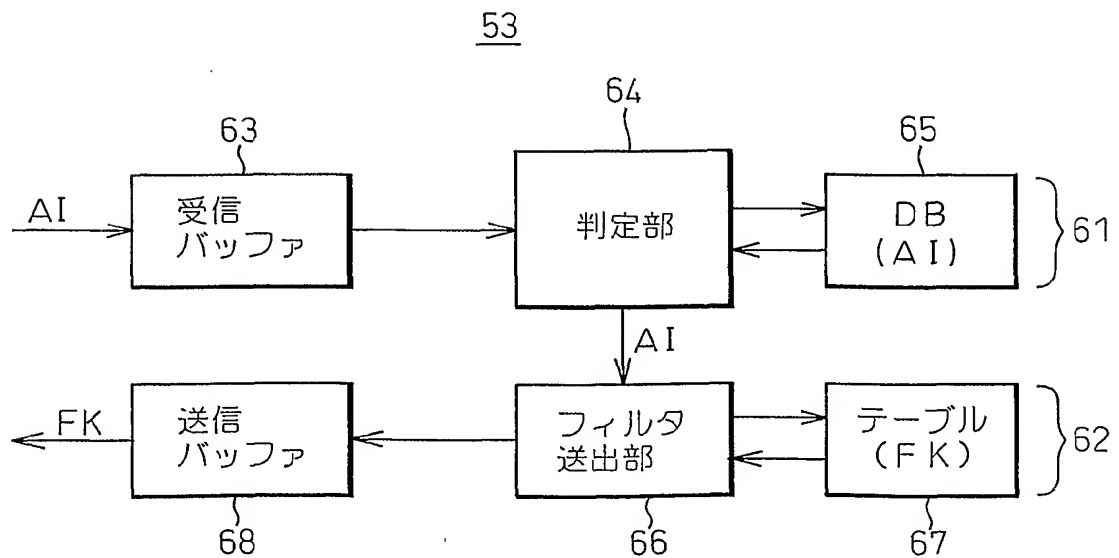 53
64
63
65
AI
受信
バッファ
判定部
DB
(AI)
61
AI
FK
送信
バッファ
フィルタ
送出部
テーブル
(FK)
62
68
66
67